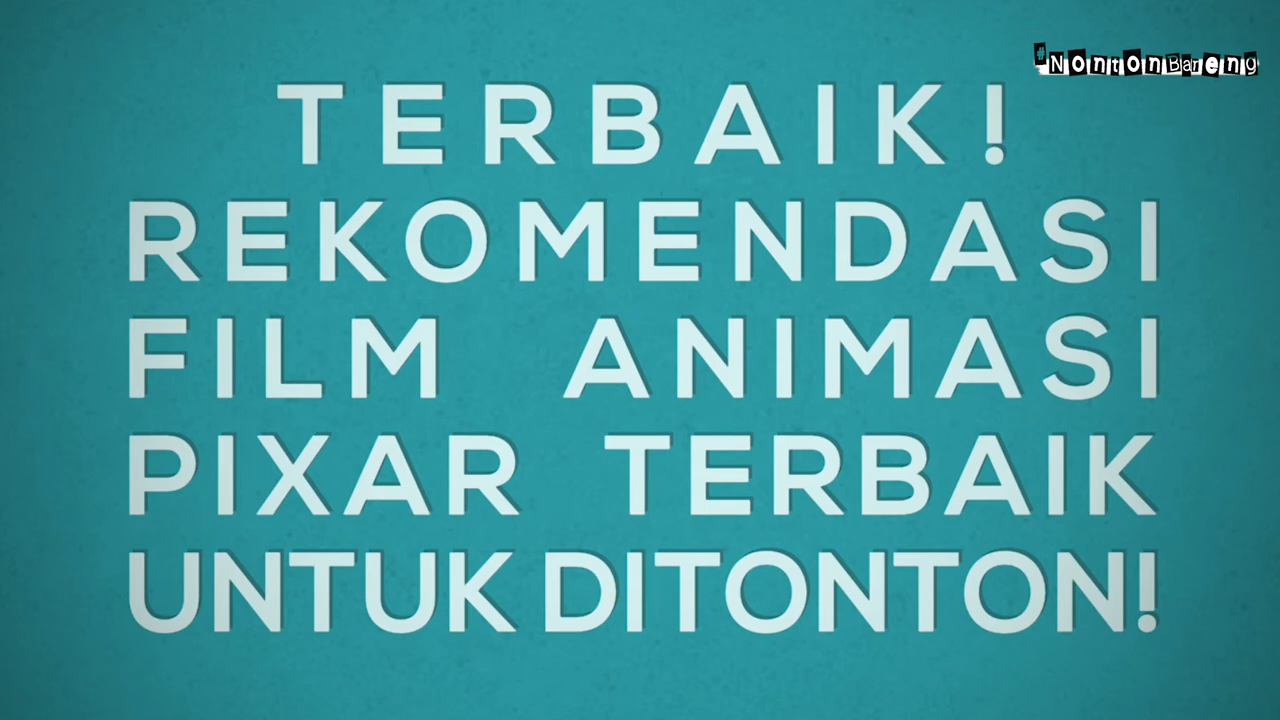 #NontonBareng
TERBAIK!
REKOMENDASI
FILM ANIMASI
PIXAR TERBAIK
UNTUK DITONTON!